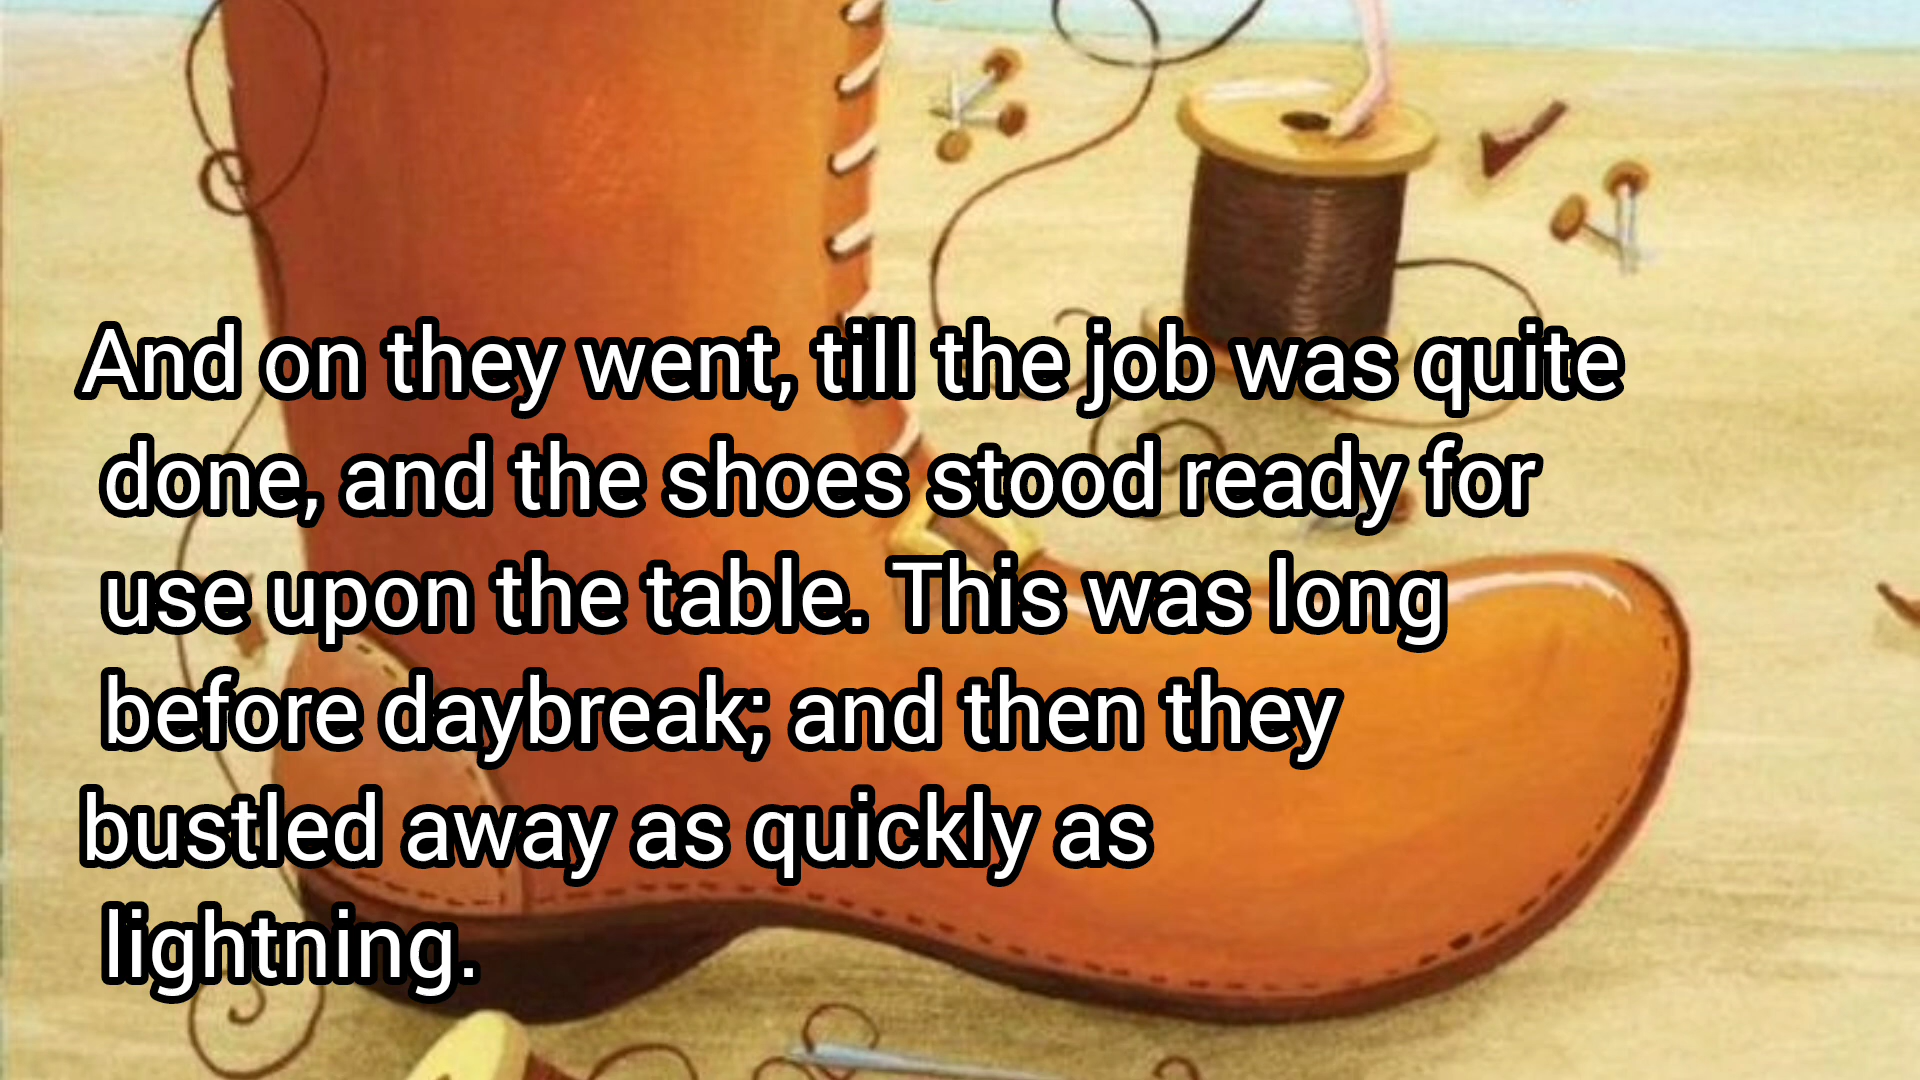 And on they went, till the job was quite
done, and the shoes stood ready for
use upon the table. This was long
before daybreak; and then they
bustled away as quickly as
lightning.